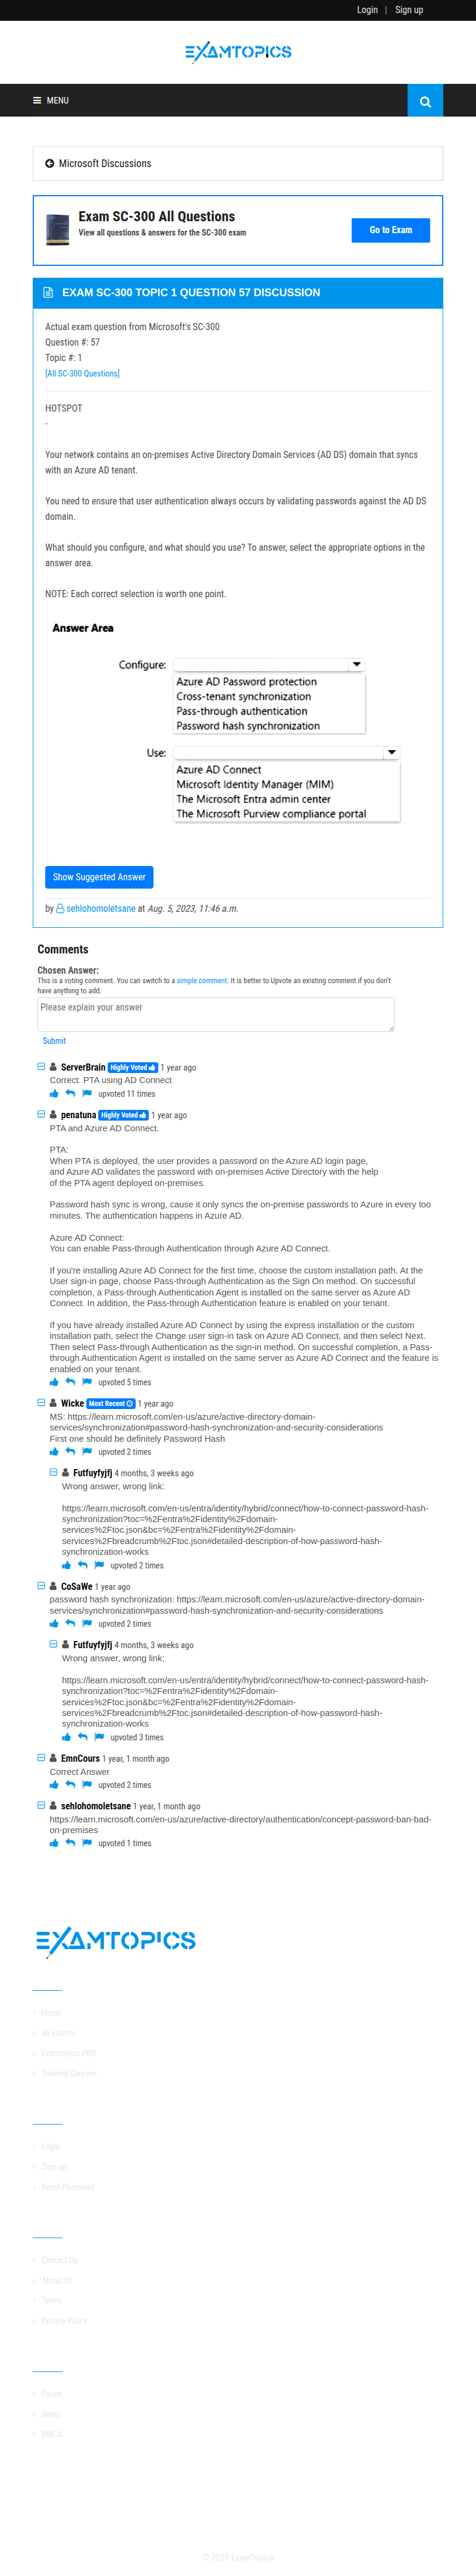 Login | Sign up
EXAMTOPICS
MENU
Microsoft Discussions
Exam SC-300 All Questions
View all questions & answers for the SC-300 exam
Go to Exam
EXAM SC-300 TOPIC 1 QUESTION 57 DISCUSSION
Actual exam question from Microsoft's SC-300
Question #: 57
Topic #: 1
[All SC-300 Questions]
HOTSPOT
-
Your network contains an on-premises Active Directory Domain Services (AD DS) domain that syncs
with an Azure AD tenant.
You need to ensure that user authentication always occurs by validating passwords against the AD DS
domain.
What should you configure, and what should you use? To answer, select the appropriate options in the
answer area.
NOTE: Each correct selection is worth one point.
Answer Area
Configure:
Azure AD Password protection
Cross-tenant synchronization
Pass-through authentication
Password hash synchronization
Use:
Azure AD Connect
Microsoft Identity Manager (MIM)
The Microsoft Entra admin center
The Microsoft Purview compliance portal
Show Suggested Answer
by sehlohomoletsane at Aug. 5, 2023, 11:46 a.m.
Comments
Chosen Answer:
This is a voting comment. You can switch to a simple comment. It is better to Upvote an existing comment if you don't
have anything to add.
Please explain your answer
Submit
ServerBrain Highly Voted 1 year ago
Correct. PTA using AD Connect
upvoted 11 times
penatuna Highly Voted 1 year ago
PTA and Azure AD Connect.
PTA:
When PTA is deployed, the user provides a password on the Azure AD login page,
and Azure AD validates the password with on-premises Active Directory with the help
of the PTA agent deployed on-premises.
Password hash sync is wrong, cause it only syncs the on-premise passwords to Azure in every too
minutes. The authentication happens in Azure AD.
Azure AD Connect:
You can enable Pass-through Authentication through Azure AD Connect.
If you're installing Azure AD Connect for the first time, choose the custom installation path. At the
User sign-in page, choose Pass-through Authentication as the Sign On method. On successful
completion, a Pass-through Authentication Agent is installed on the same server as Azure AD
Connect. In addition, the Pass-through Authentication feature is enabled on your tenant.
If you have already installed Azure AD Connect by using the express installation or the custom
installation path, select the Change user sign-in task on Azure AD Connect, and then select Next.
Then select Pass-through Authentication as the sign-in method. On successful completion, a Pass-
through Authentication Agent is installed on the same server as Azure AD Connect and the feature is
enabled on your tenant.
upvoted 5 times
Wicke Most Recent 1 year ago
MS: https://learn.microsoft.com/en-us/azure/active-directory-domain-
services/synchronization#password-hash-synchronization-and-security-considerations
First one should be definitely Password Hash
upvoted 2 times
Futfuyfyjfj 4 months, 3 weeks ago
Wrong answer, wrong link:
https://learn.microsoft.com/en-us/entra/identity/hybrid/connect/how-to-connect-password-hash-
synchronization?toc=%2Fentra%2Fidentity%2Fdomain-
services%2Ftoc.json&bc=%2Fentra%2Fidentity%2Fdomain-
services%2Fbreadcrumb%2Ftoc.json#detailed-description-of-how-password-hash-
synchronization-works
upvoted 2 times
CoSaWe 1 year ago
password hash synchronization: https://learn.microsoft.com/en-us/azure/active-directory-domain-
services/synchronization#password-hash-synchronization-and-security-considerations
upvoted 2 times
Futfuyfyjfj 4 months, 3 weeks ago
Wrong answer, wrong link:
https://learn.microsoft.com/en-us/entra/identity/hybrid/connect/how-to-connect-password-hash-
synchronization?toc=%2Fentra%2Fidentity%2Fdomain-
services%2Ftoc.json&bc=%2Fentra%2Fidentity%2Fdomain-
services%2Fbreadcrumb%2Ftoc.json#detailed-description-of-how-password-hash-
synchronization-works
upvoted 3 times
EmnCours 1 year, 1 month ago
Correct Answer
upvoted 2 times
sehlohomoletsane 1 year, 1 month ago
https://learn.microsoft.com/en-us/azure/active-directory/authentication/concept-password-ban-bad-
on-premises
upvoted 1 times
EXAMTOPICS
Home
All Exams
Examtopics PRO
Training Courses
Login
Sign up
Reset Password
Contact Us
About Us
Terms
Privacy Policy
Forum
News
DMCA
© 2024 ExamTopics